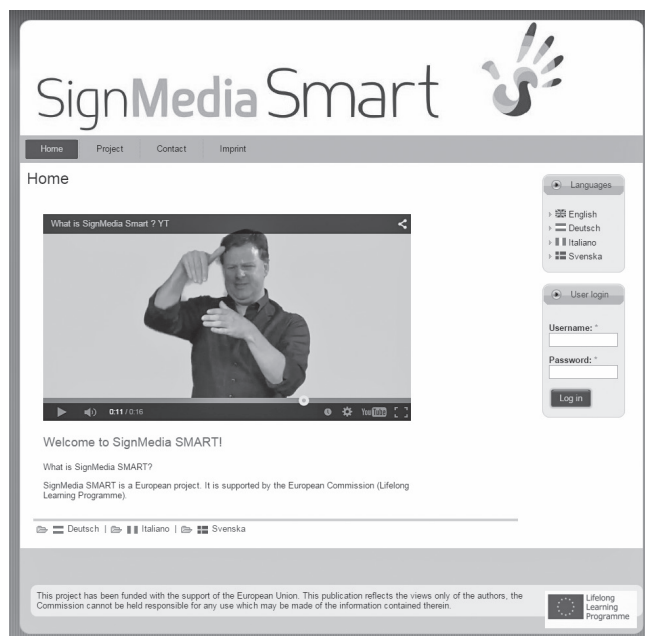 SignMedia Smart
Home Project Contact Imprint
Home
What is SignMedia Smart ? YT
0:11 / 0:16
YouTube
Welcome to SignMedia SMART!
What is SignMedia SMART?
SignMedia SMART is a European project. It is supported by the European Commission (Lifelong
Learning Programme).
Deutsch | Italiano | Svenska
Languages
English
Deutsch
Italiano
Svenska
User login
Username: *
Password: *
Log in
This project has been funded with the support of the European Union. This publication reflects the views only of the authors, the
Commission cannot be held responsible for any use which may be made of the information contained therein.
Lifelong
Learning
Programme